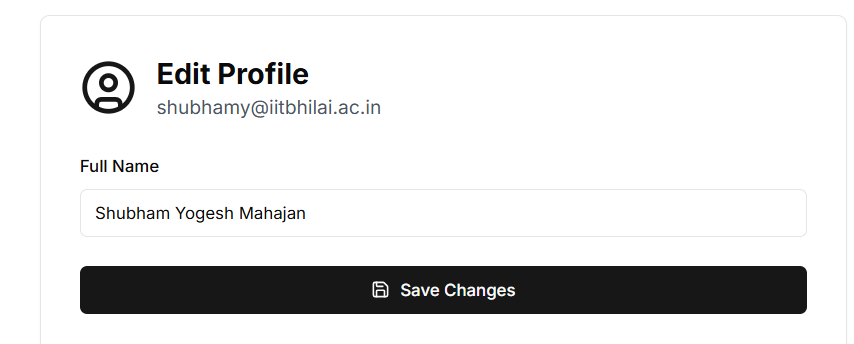 Edit Profile
shubhamy@iitbhilai.ac.in
Full Name
Shubham Yogesh Mahajan
Save Changes